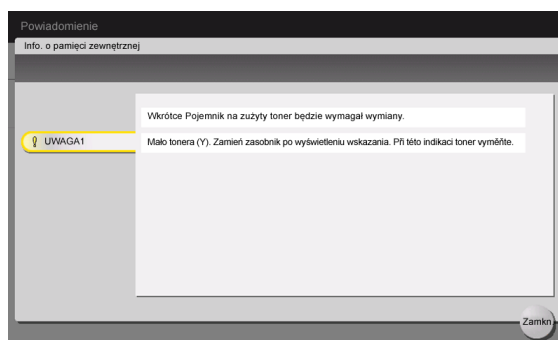 Powiadomienie
Info. o pamięci zewnętrznej
Wkrótce Pojemnik na zużyty toner będzie wymagał wymiany.
UWAGA1
Mało tonera (Y). Zamień zasobnik po wyświetleniu wskazania. Při této indikaci toner vyměňte.
Zamkn